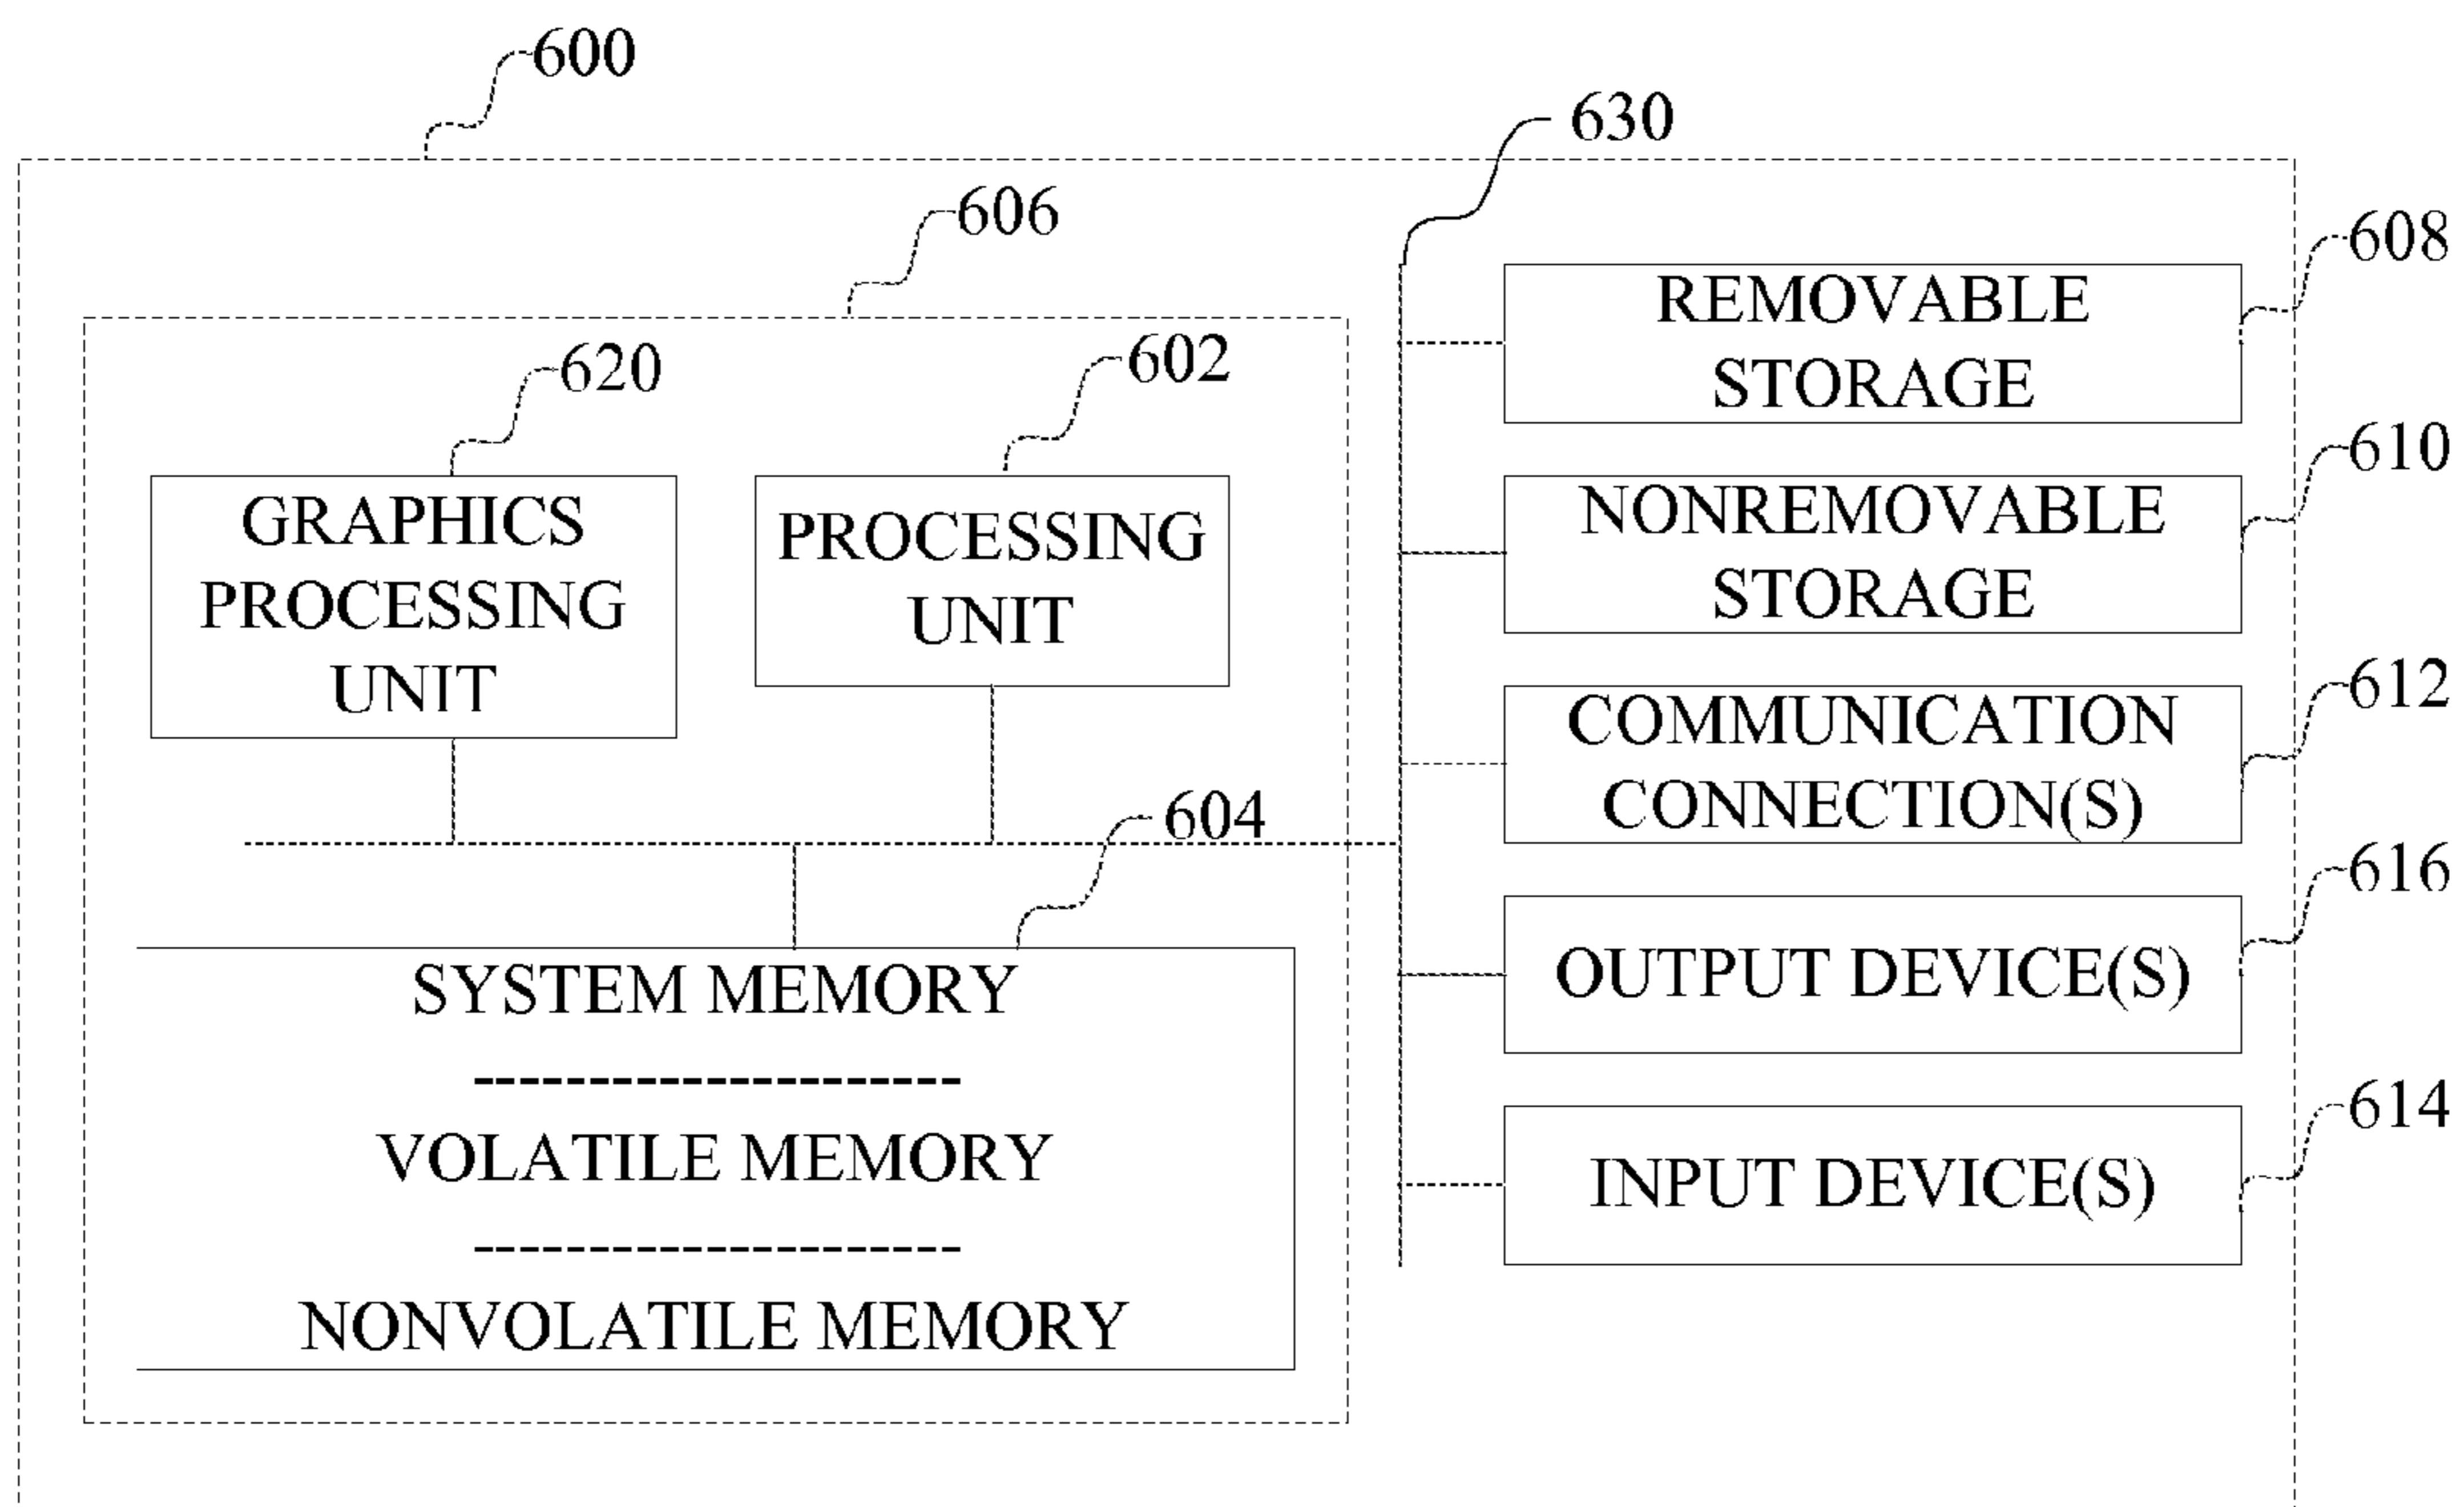 600
630
606
608
620
602
REMOVABLE
STORAGE
610
GRAPHICS
PROCESSING
UNIT
PROCESSING
UNIT
NONREMOVABLE
STORAGE
612
COMMUNICATION
CONNECTION(S)
604
616
SYSTEM MEMORY
OUTPUT DEVICE(S)
VOLATILE MEMORY
614
INPUT DEVICE(S)
NONVOLATILE MEMORY